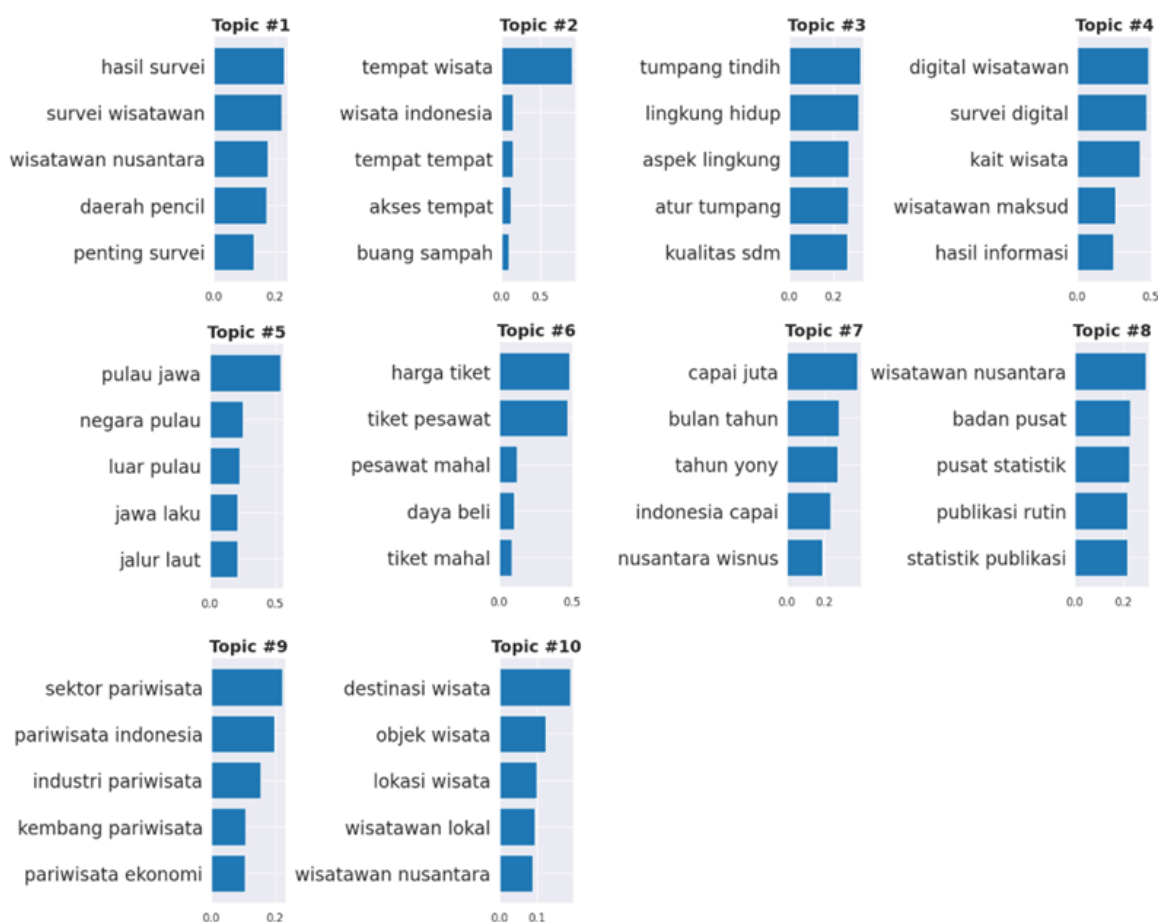 Topic #1
hasil survei
survei wisatawan
wisatawan nusantara
daerah pencil
penting survei
0.0 0.2
Topic #2
tempat wisata
wisata indonesia
tempat tempat
akses tempat
buang sampah
0.0 0.5
Topic #3
tumpang tindih
lingkung hidup
aspek lingkung
atur tumpang
kualitas sdm
0.0 0.2
Topic #4
digital wisatawan
survei digital
kait wisata
wisatawan maksud
hasil informasi
0.0 0.5
Topic #5
pulau jawa
negara pulau
luar pulau
jawa laku
jalur laut
0.0 0.5
Topic #6
harga tiket
tiket pesawat
pesawat mahal
daya beli
tiket mahal
0.0 0.5
Topic #7
capai juta
bulan tahun
tahun yony
indonesia capai
nusantara wisnus
0.0 0.2
Topic #8
wisatawan nusantara
badan pusat
pusat statistik
publikasi rutin
statistik publikasi
0.0 0.2
Topic #9
sektor pariwisata
pariwisata indonesia
industri pariwisata
kembang pariwisata
pariwisata ekonomi
0.0 0.2
Topic #10
destinasi wisata
objek wisata
lokasi wisata
wisatawan lokal
wisatawan nusantara
0.0 0.1